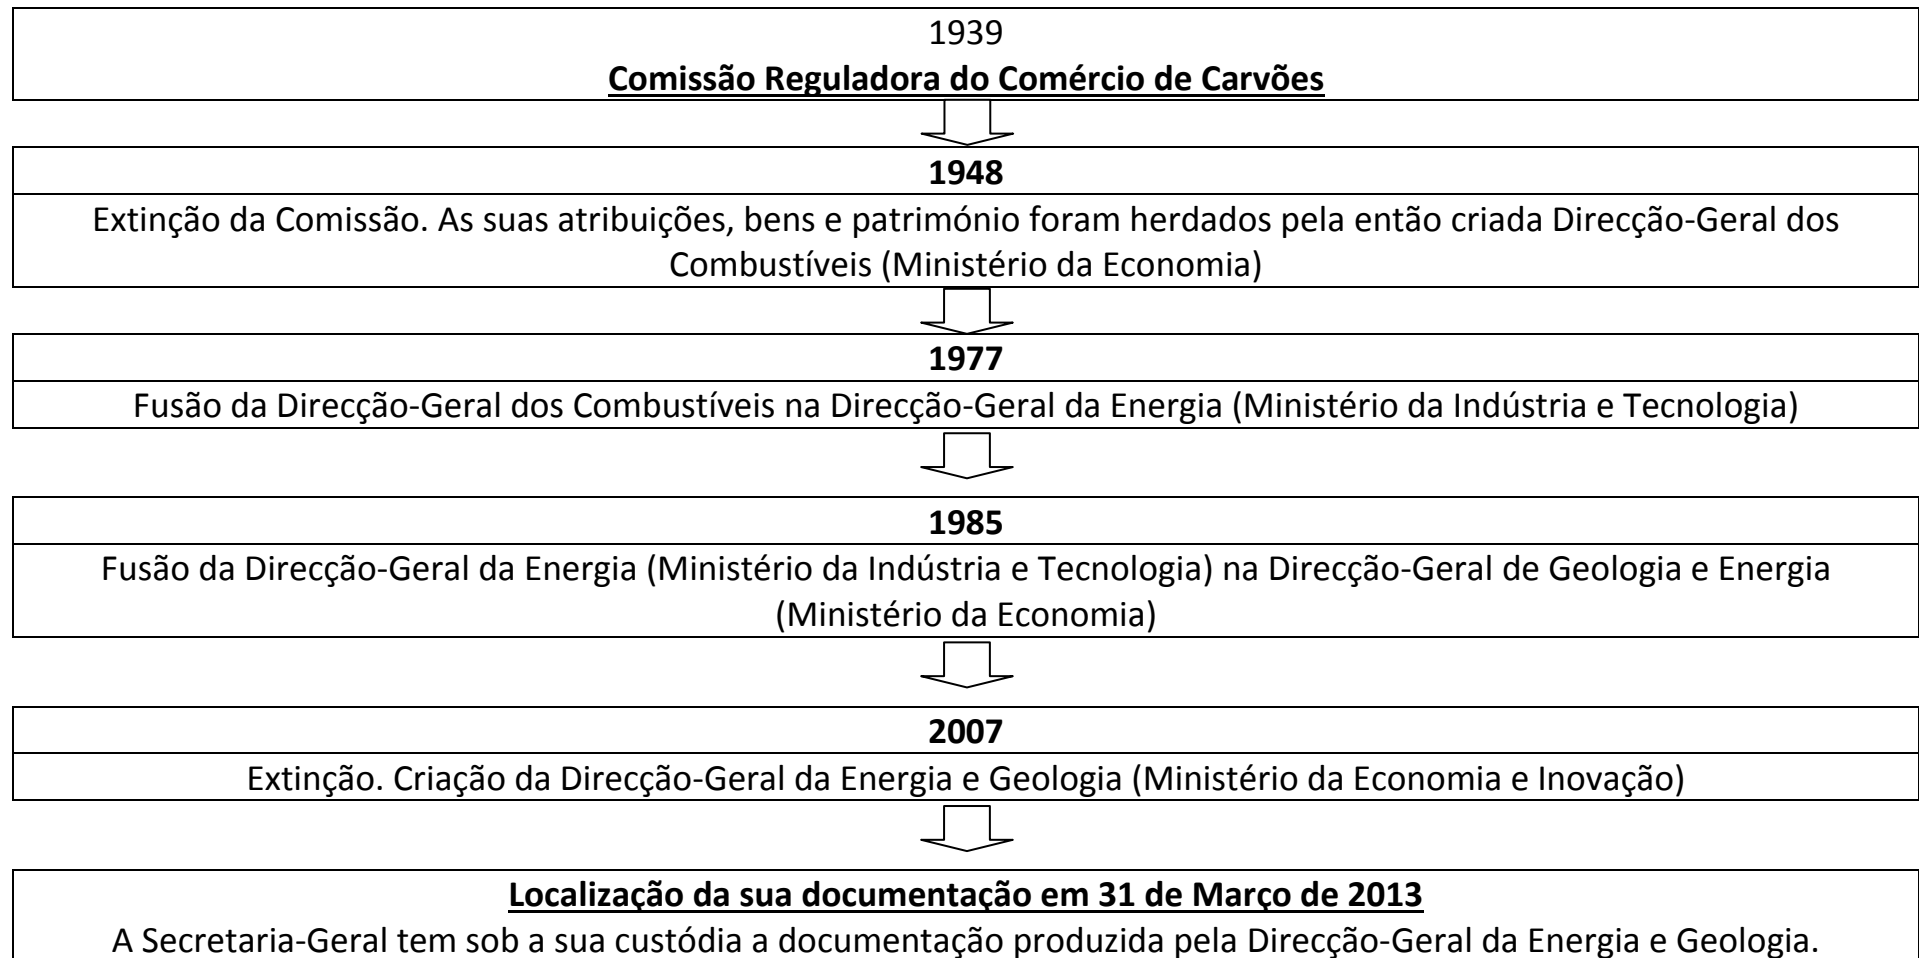 1939
Comissão Reguladora do Comércio de Carvões
1948
Extinção da Comissão. As suas atribuições, bens e património foram herdados pela então criada Direcção-Geral dos
Combustíveis (Ministério da Economia)
1977
Fusão da Direcção-Geral dos Combustíveis na Direcção-Geral da Energia (Ministério da Indústria e Tecnologia)
1985
Fusão da Direcção-Geral da Energia (Ministério da Indústria e Tecnologia) na Direcção-Geral de Geologia e Energia
(Ministério da Economia)
2007
Extinção. Criação da Direcção-Geral da Energia e Geologia (Ministério da Economia e Inovação)
Localização da sua documentação em 31 de Março de 2013
A Secretaria-Geral tem sob a sua custódia a documentação produzida pela Direcção-Geral da Energia e Geologia.